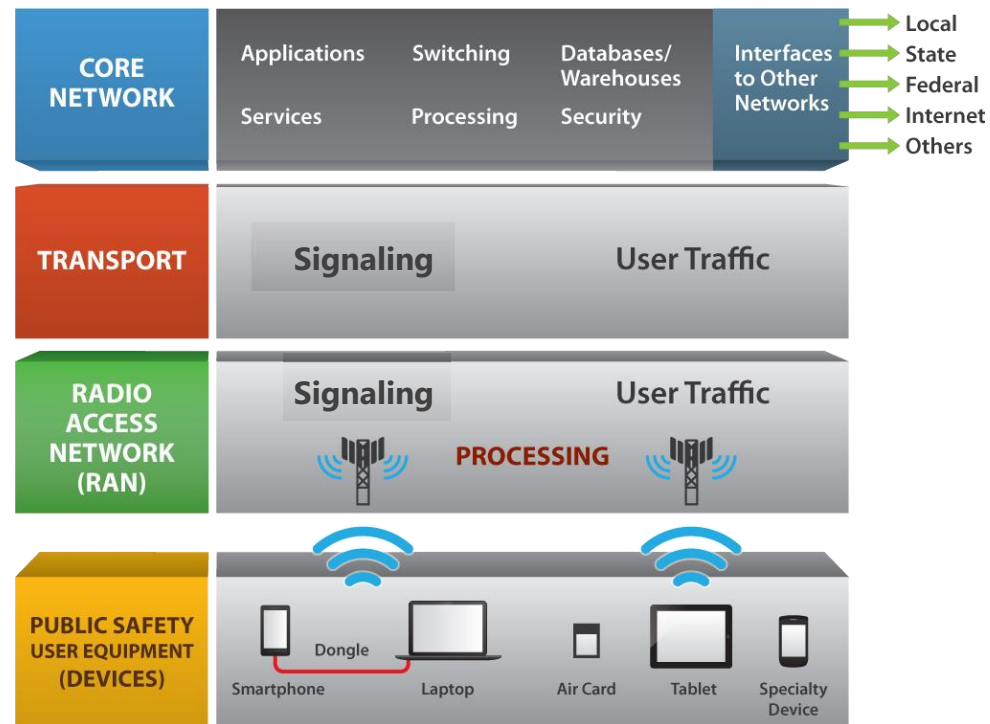 CORE
NETWORK
Applications
Switching
Databases/
Warehouses
Services
Processing
Security
Interfaces
to Other
Networks
Local
State
Federal
Internet
Others
TRANSPORT
Signaling
User Traffic
RADIO
ACCESS
NETWORK
(RAN)
Signaling
User Traffic
PROCESSING
PUBLIC SAFETY
USER EQUIPMENT
(DEVICES)
Dongle
Smartphone
Laptop
Air Card
Tablet
Specialty
Device